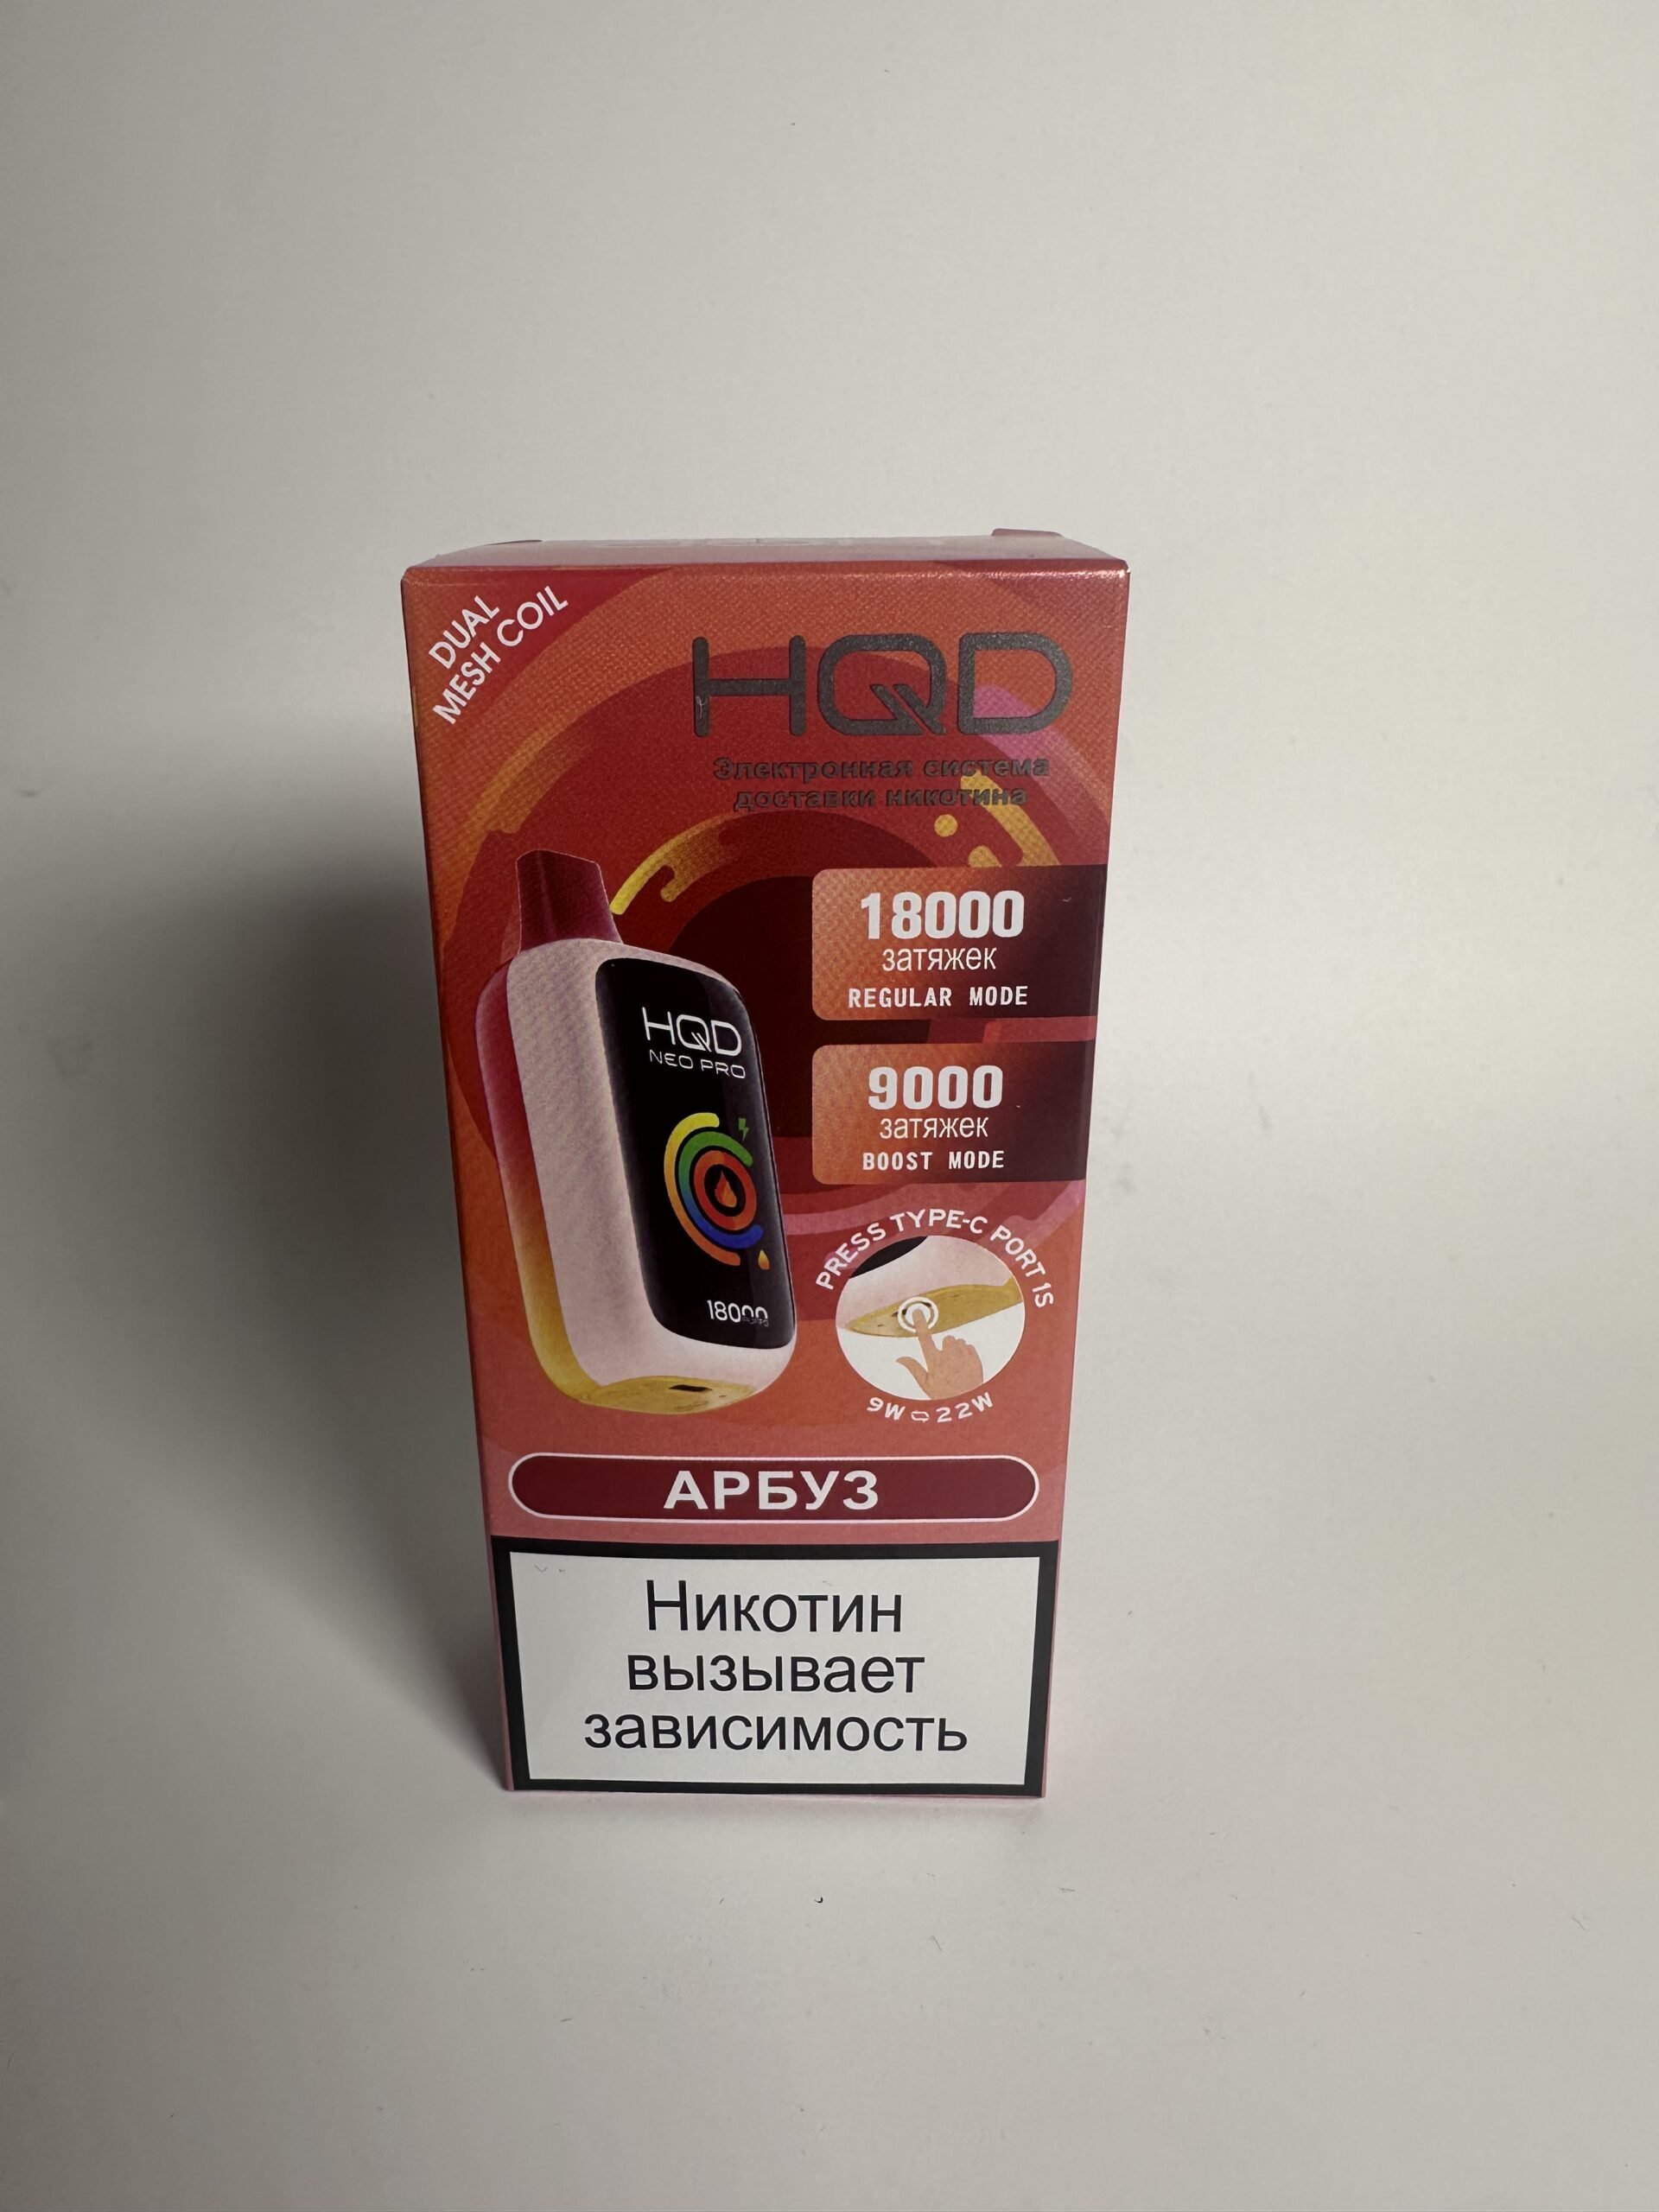 DUAL
MESH COIL
HQD
Электронная система
доставки никотина
18000
затяжек
REGULAR MODE
HQD
NEO PRO
9000
затяжек
BOOST MODE
PRESS TYPE-C PORT 1S
18000
9W 22W
АРБУЗ
Никотин
вызывает
зависимость